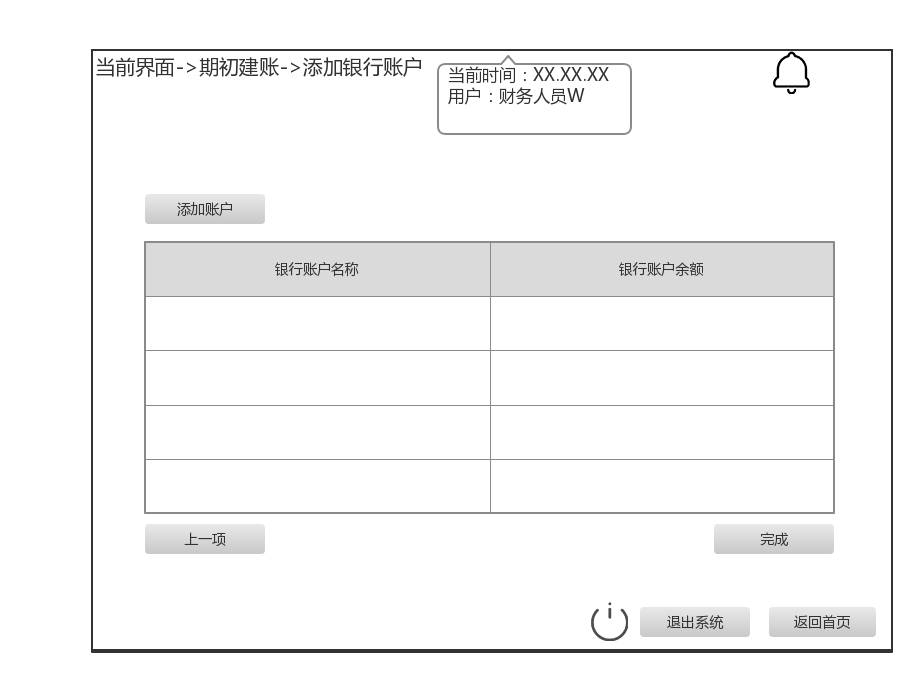 当前界面->期初建账->添加银行账户
当前时间：XX.XX.XX
用户：财务人员W
添加账户
银行账户名称
银行账户余额
上一项
完成
退出系统
返回首页